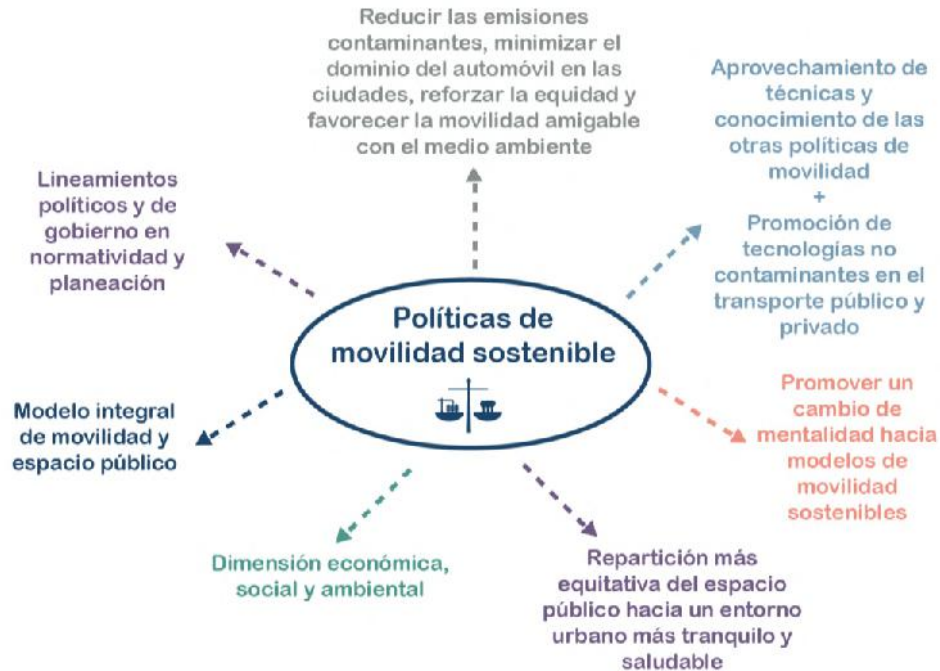 Reducir las emisiones
contaminantes, minimizar el
dominio del automóvil en las
ciudades, reforzar la equidad y
favorecer la movilidad amigable
con el medio ambiente
Aprovechamiento de
técnicas y
conocimiento de las
otras políticas de
movilidad
+
Promoción de
tecnologías no
contaminantes en el
transporte público y
privado
Lineamientos
políticos y de
gobierno en
normatividad y
planeación
Políticas de
movilidad sostenible
Modelo integral
de movilidad y
espacio público
Promover un
cambio de
mentalidad hacia
modelos de
movilidad
sostenibles
Dimensión económica,
social y ambiental
Repartición más
equitativa del espacio
público hacia un entorno
urbano más tranquilo y
saludable